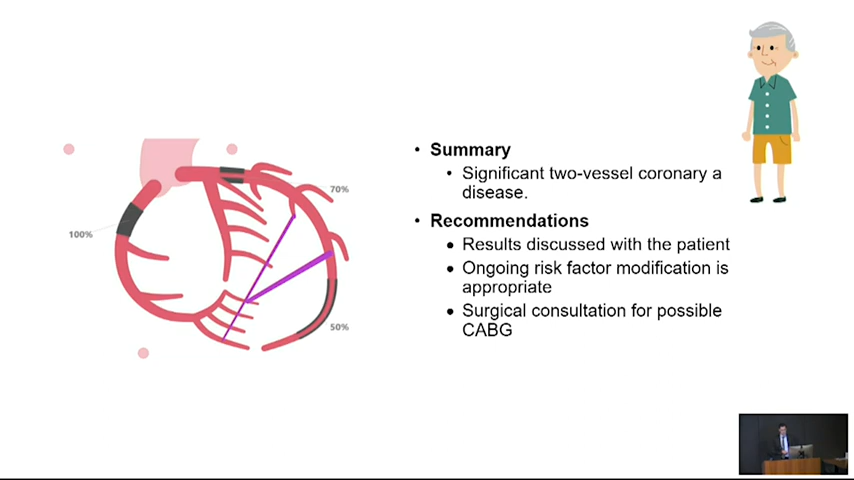 70%
100%
50%
• Summary
• Significant two-vessel coronary a
disease.
• Recommendations
• Results discussed with the patient
• Ongoing risk factor modification is
appropriate
• Surgical consultation for possible
CABG